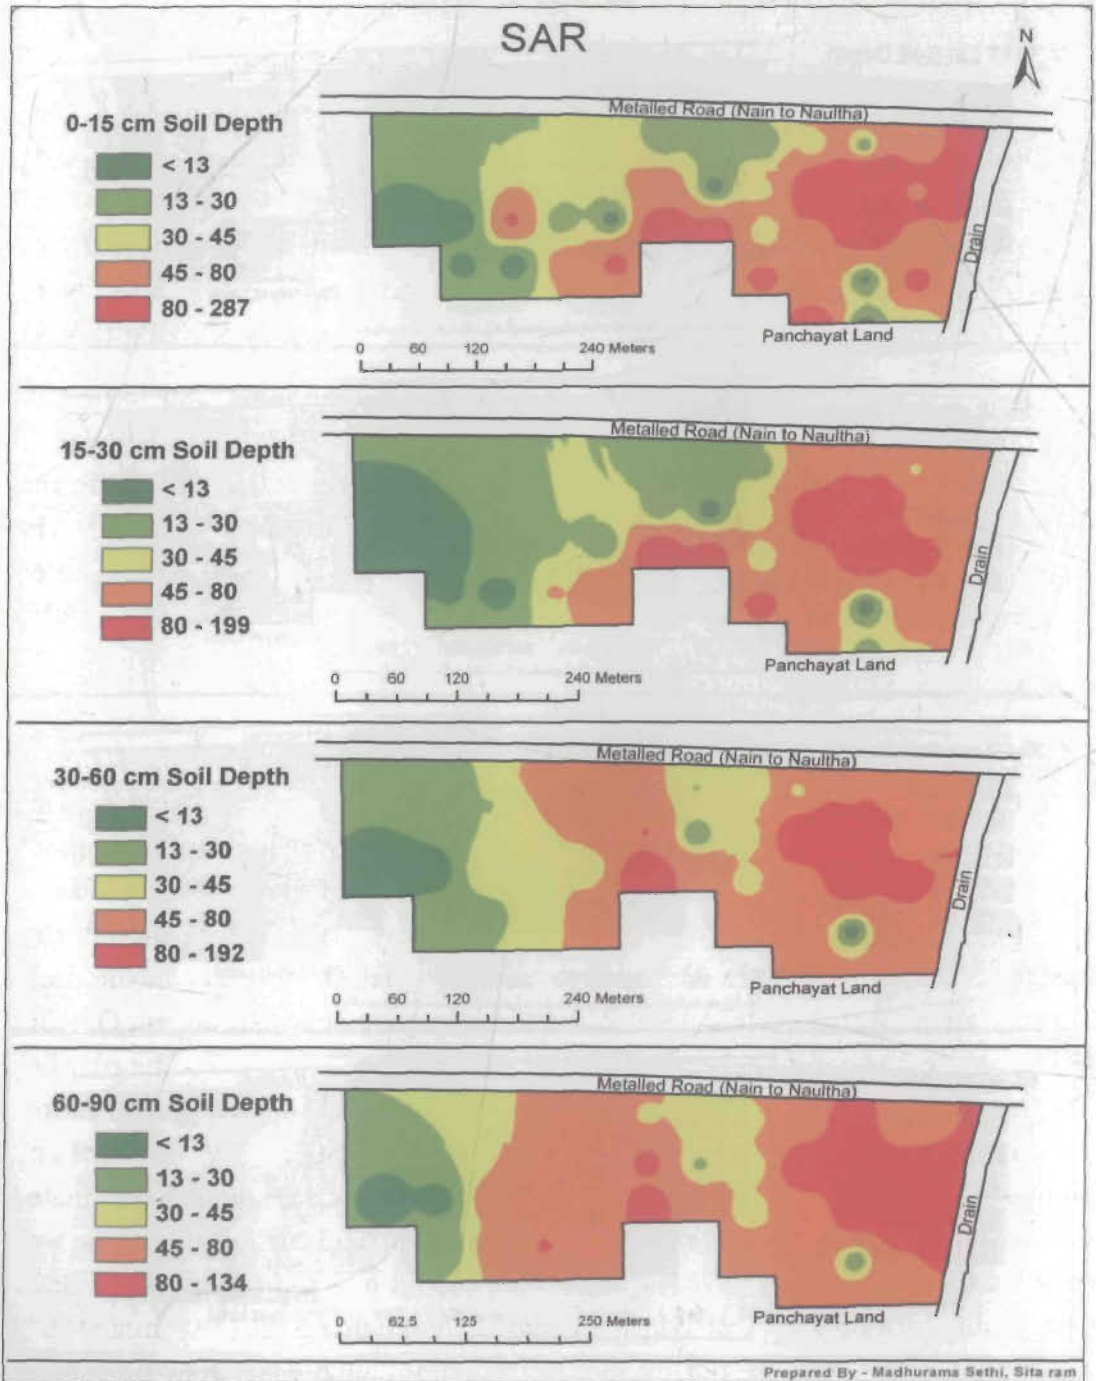 SAR
N
Metalled Road (Nain to Naultha)
0-15 cm Soil Depth
< 13
13 - 30
30 - 45
45 - 80
80 - 287
Drain
Panchayat Land
0 60 120 240 Meters
Metalled Road (Nain to Naultha)
15-30 cm Soil Depth
< 13
13 - 30
30 - 45
45 - 80
80 - 199
Drain
Panchayat Land
0 60 120 240 Meters
Metalled Road (Nain to Naultha)
30-60 cm Soil Depth
< 13
13 - 30
30 - 45
45 - 80
80 - 192
Drain
Panchayat Land
0 60 120 240 Meters
Metalled Road (Nain to Naultha)
60-90 cm Soil Depth
< 13
13 - 30
30 - 45
45 - 80
80 - 134
Drain
Panchayat Land
0 62.5 125 250 Meters
Prepared By - Madhurama Sethi, Sita ram